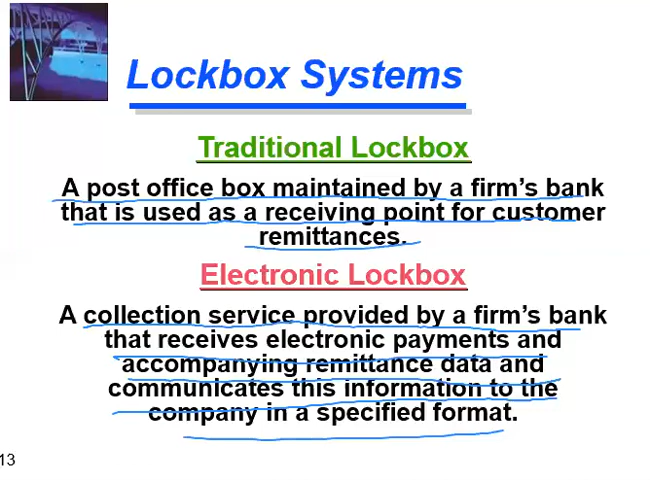 Lockbox Systems
Traditional Lockbox
A post office box maintained by a firm's bank
that is used as a receiving point for customer
remittances.
Electronic Lockbox
A collection service provided by a firm's bank
that receives electronic payments and
accompanying remittance data and
communicates this information to the
company in a specified format.
13